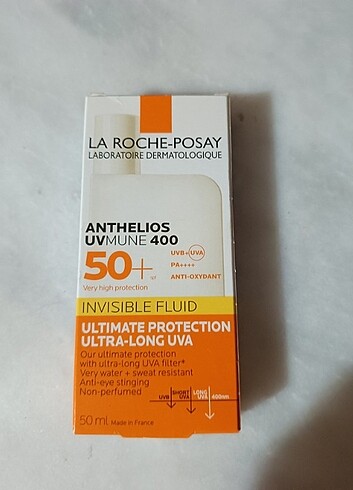 LA ROCHE-POSAY
LABORATOIRE DERMATOLOGIQUE
ANTHELIOS
UVMUNE 400
50+
Very high protection
UVB+UVA
PA++++
ANTI-OXYDANT
INVISIBLE FLUID
ULTIMATE PROTECTION
ULTRA-LONG UVA
Our ultimate protection
with ultra-long UVA filter*
Very water + sweat resistant
Anti-eye stinging
Non-perfumed
UVB SHORT UVA LONG UVA 400nm
50 ml Made in France